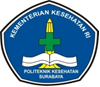 KEMENTERIAN KESEHATAN RI
POLITEKNIK KESEHATAN
SURABAYA